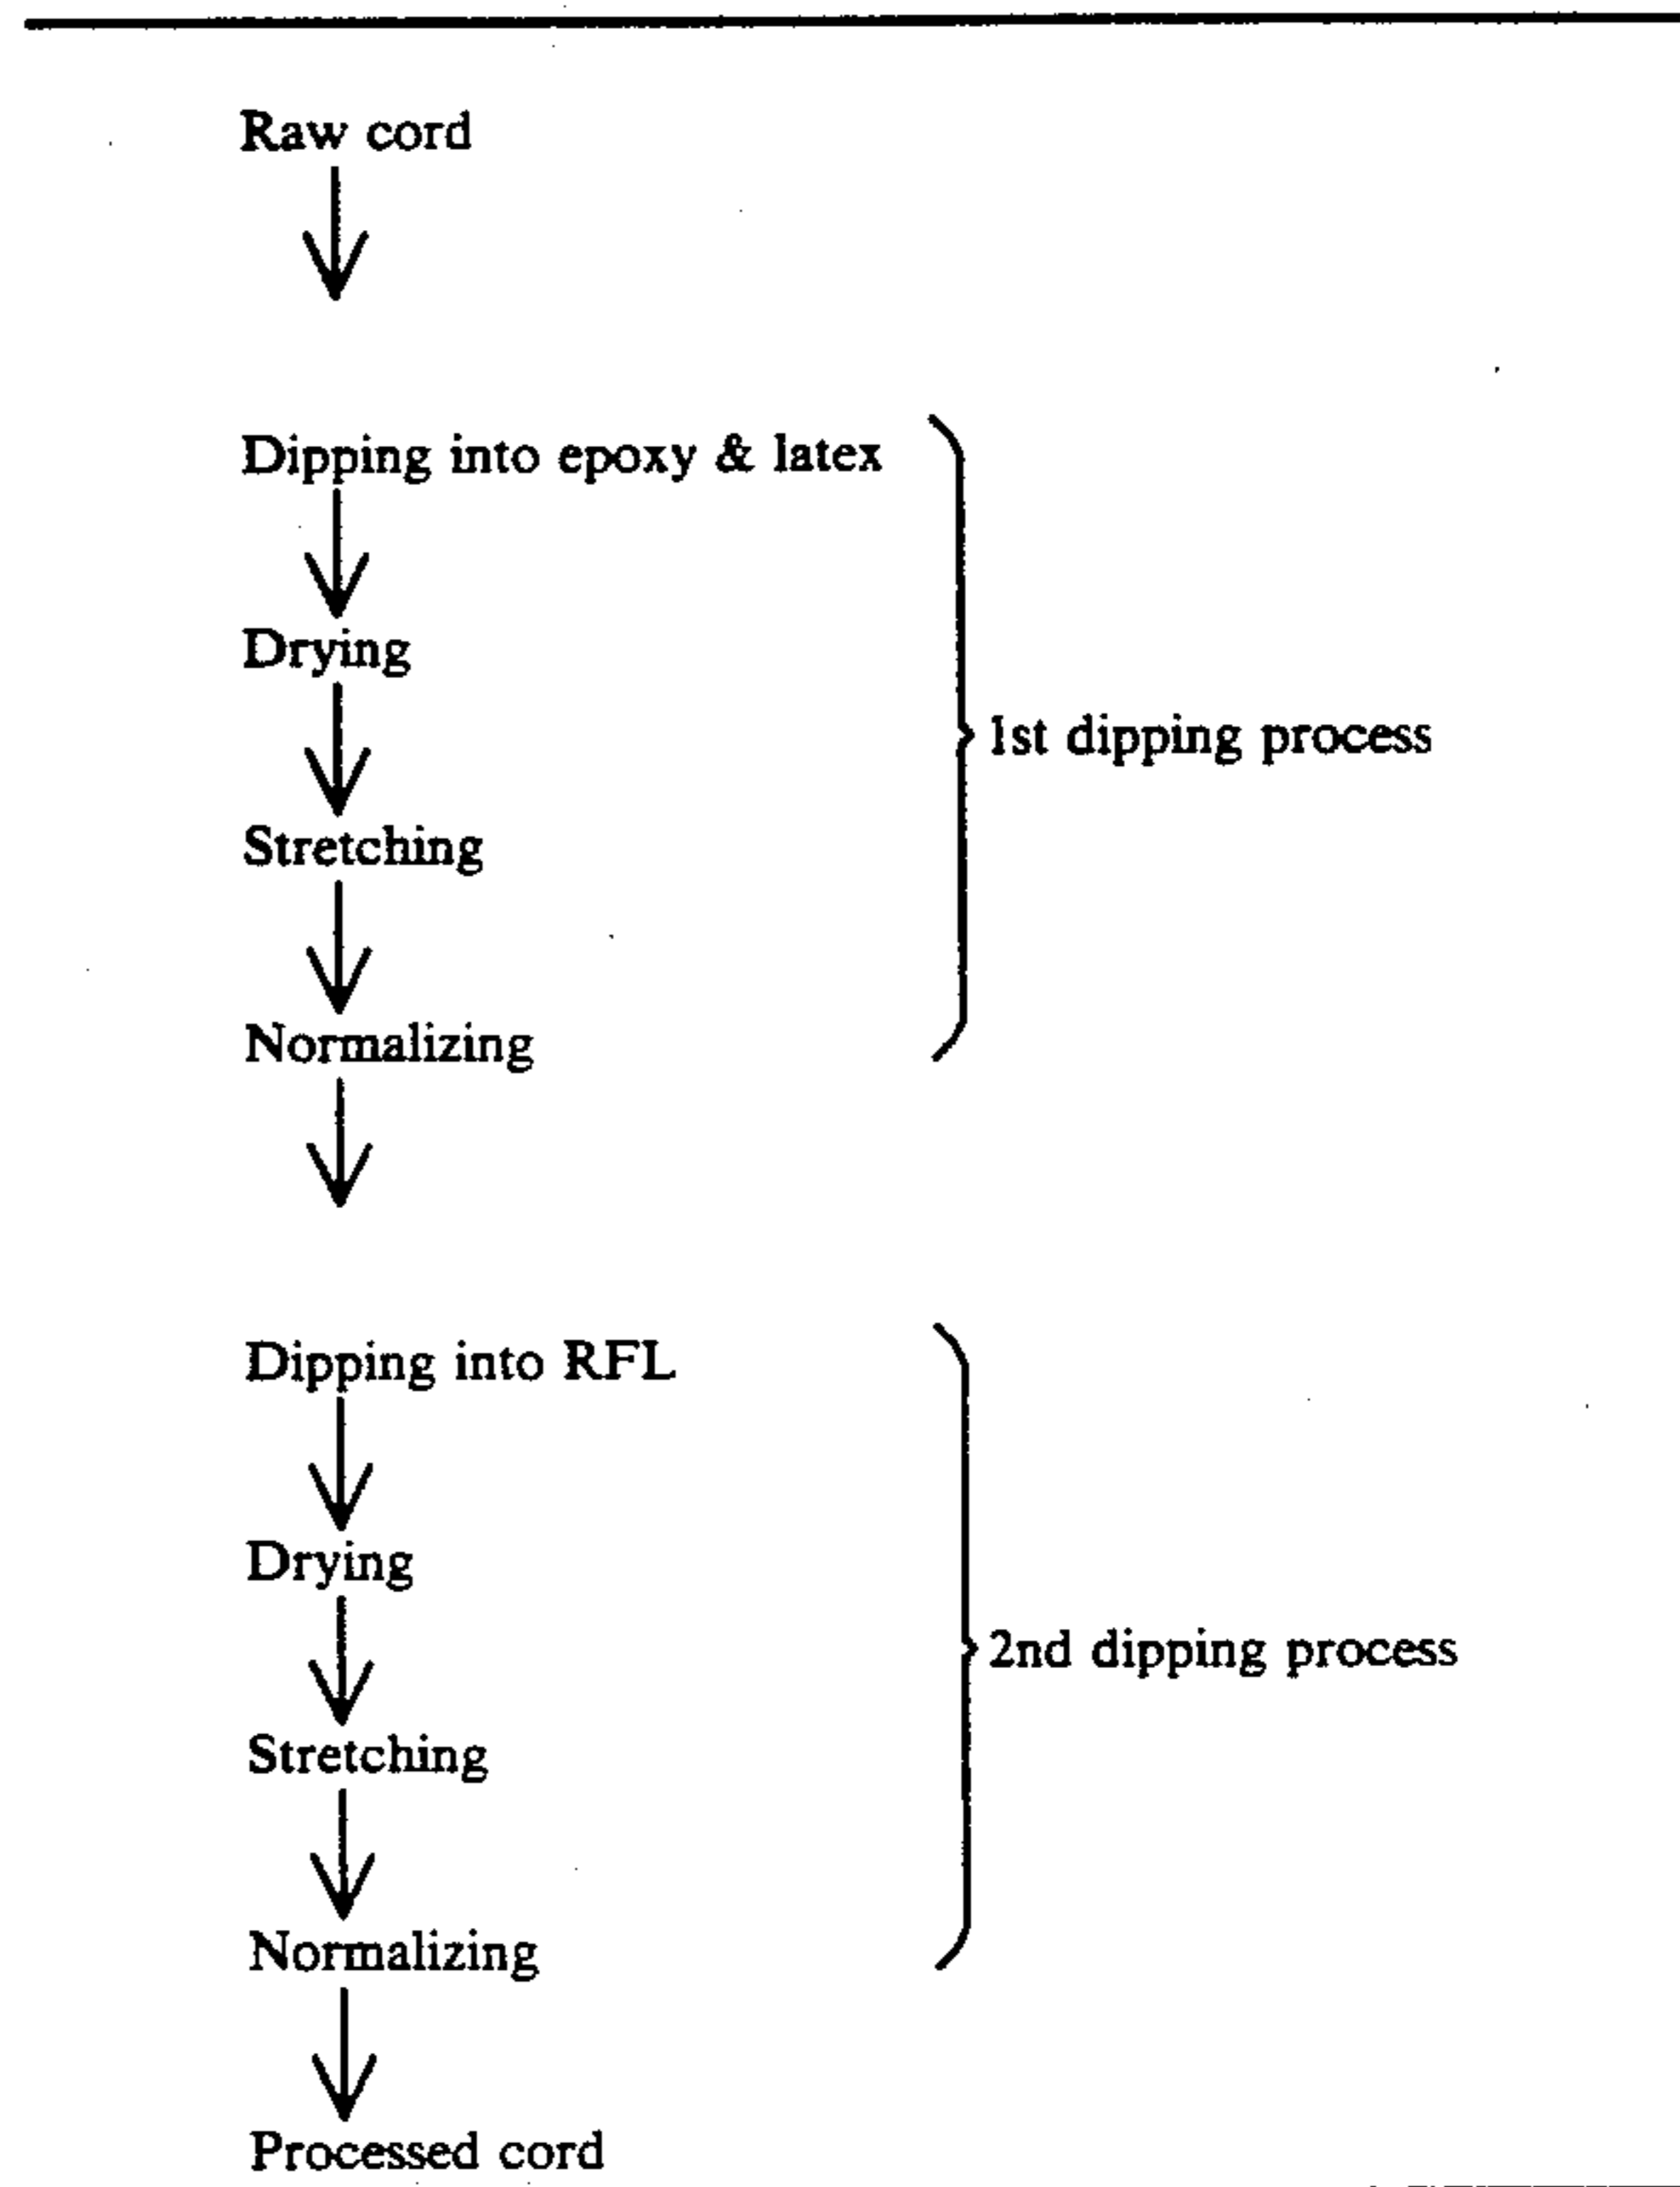 Raw cord
Dipping into epoxy & latex
Drying
1st dipping process
Stretching
Normalizing
Dipping into RFL
Drying
2nd dipping process
Stretching
Normalizing
Processed cord